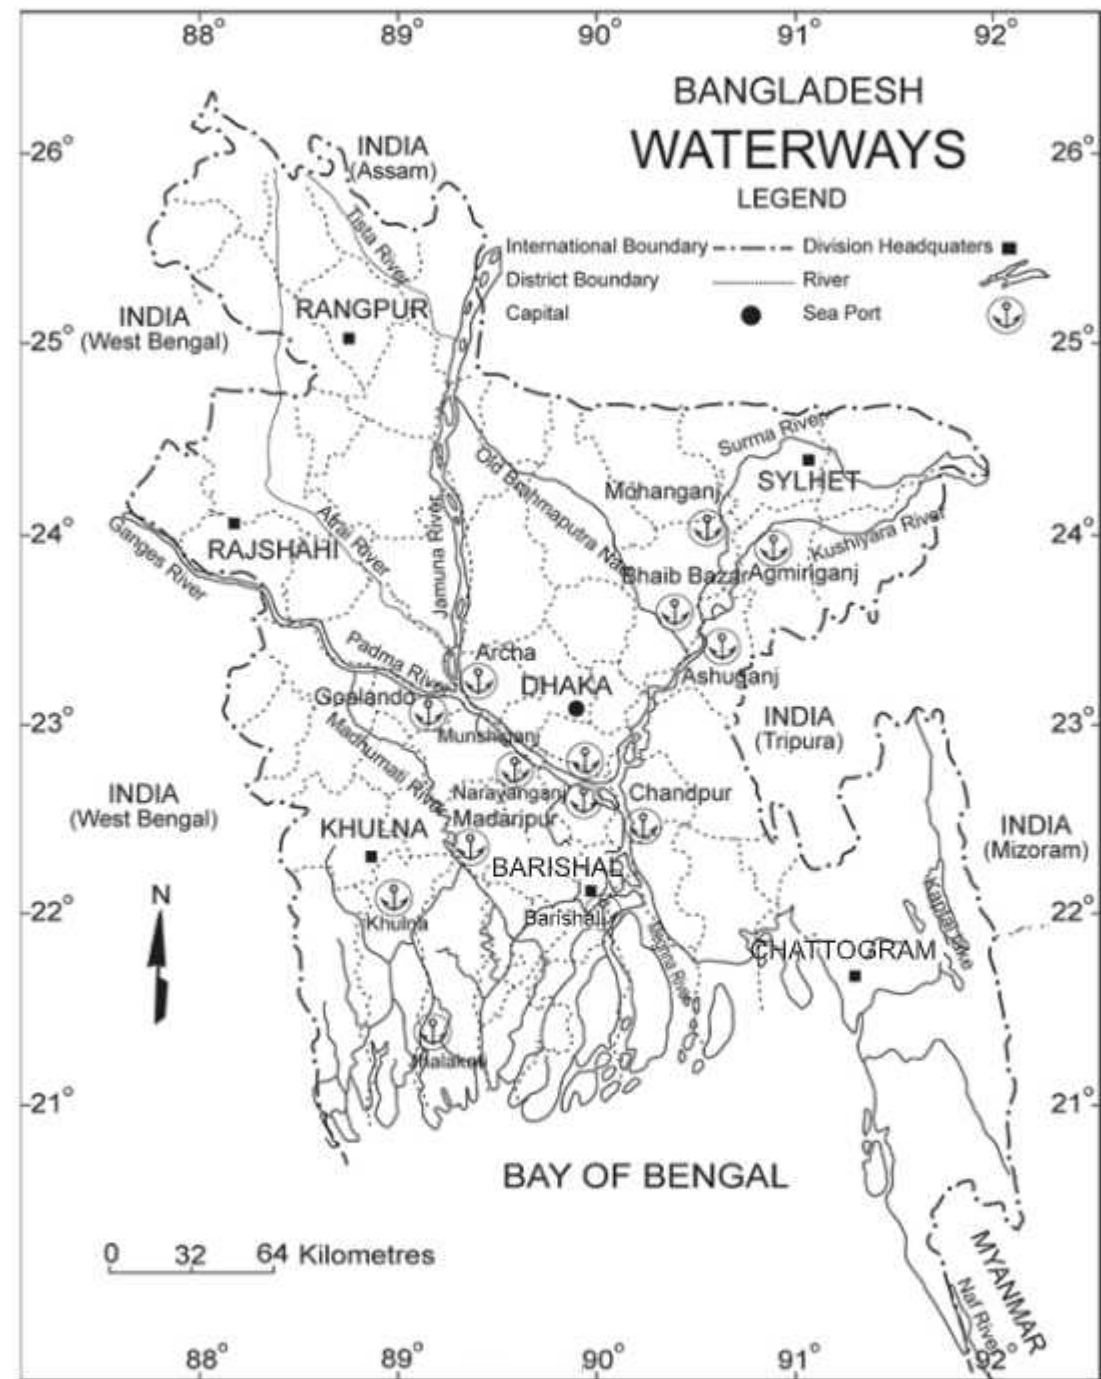 88° 89° 90° 91° 92°
BANGLADESH
WATERWAYS
LEGEND
International Boundary
Division Headquaters
District Boundary
River
Capital
Sea Port
26°
26°
25°
25°
24°
24°
23°
23°
22°
22°
21°
21°
INDIA
(Assam)
Tista River
RANGPUR
INDIA
(West Bengal)
Surma River
SYLHET
Mohanganj
Old Brahmaputra
Jamuna River
Atrai River
RAJSHAHI
Ganges River
Kushiyara River
Bhaib Bazar
Agmiriganj
Ashuganj
Padma River
Archa
DHAKA
Goalando
Munshiganj
Madhumati River
INDIA
(Tripura)
INDIA
(West Bengal)
Narayanganj
Chandpur
Madaripur
KHULNA
BARISHAL
INDIA
(Mizoram)
N
Khulna
Barishal
Meghna River
Kaptai Lake
CHATTOGRAM
Jhalakati
BAY OF BENGAL
0 32 64 Kilometres
MYANMAR
Naf River
88° 89° 90° 91° 92°